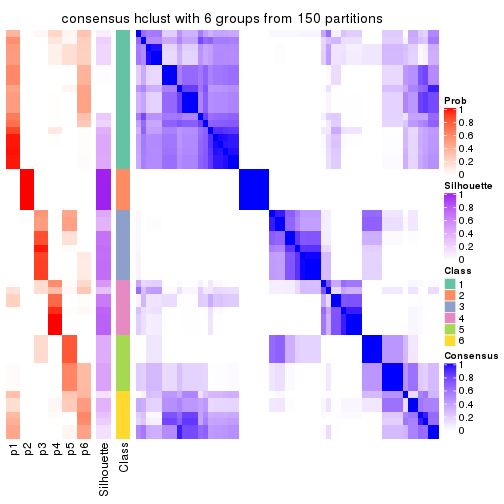 consensus hclust with 6 groups from 150 partitions
Prob
1
0.8
0.6
0.4
0.2
0
Silhouette
1
0.8
0.6
0.4
0.2
0
Class
1
2
3
4
5
6
Consensus
1
0.8
0.6
0.4
0.2
0
p1
p2
p3
p4
p5
p6
Silhouette
Class